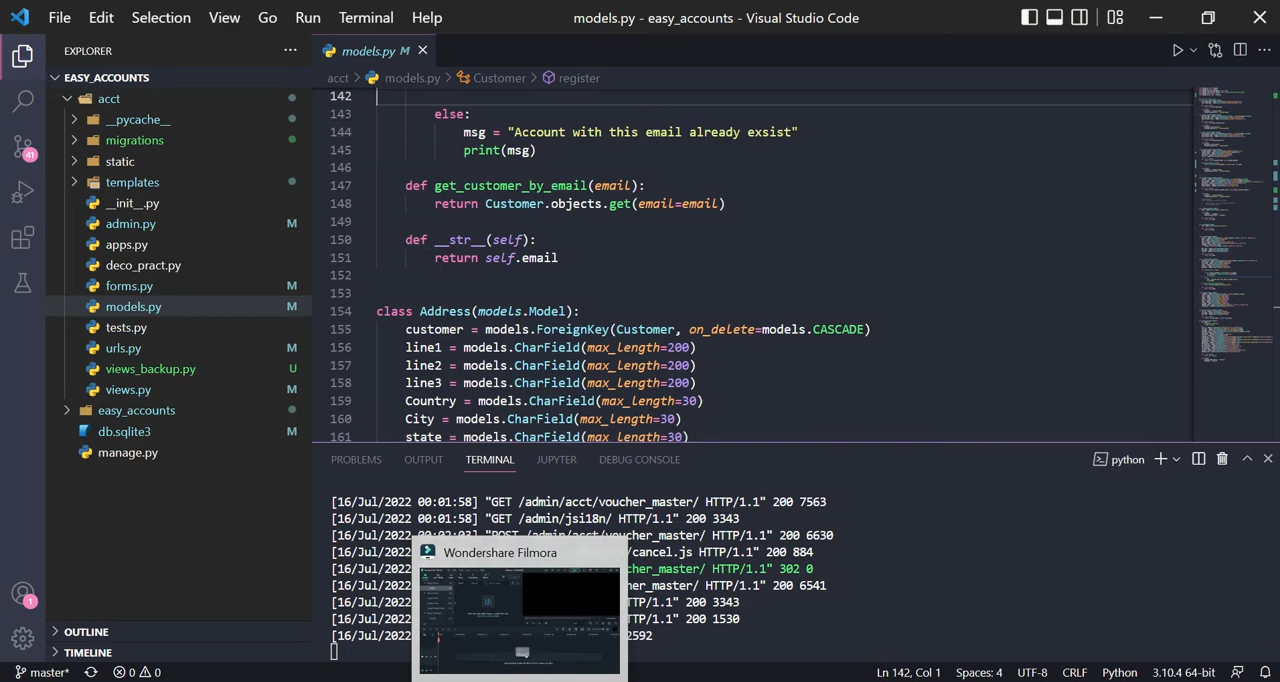 File Edit Selection View Go Run Terminal Help models.py - easy_accounts - Visual Studio Code
EXPLORER
models.py M
EASY_ACCOUNTS
acct > models.py > Customer > register
acct
__pycache__
migrations
static
templates
__init__.py
admin.py M
apps.py
deco_pract.py
forms.py M
models.py M
tests.py
urls.py M
views_backup.py U
views.py M
easy_accounts
db.sqlite3 M
manage.py
OUTLINE
TIMELINE
41
1
142
143 else:
144 msg = "Account with this email already exsist"
145 print(msg)
146
147 def get_customer_by_email(email):
148 return Customer.objects.get(email=email)
149
150 def __str__(self):
151 return self.email
152
153
154 class Address(models.Model):
155 customer = models.ForeignKey(Customer, on_delete=models.CASCADE)
156 line1 = models.CharField(max_length=200)
157 line2 = models.CharField(max_length=200)
158 line3 = models.CharField(max_length=200)
159 Country = models.CharField(max_length=30)
160 City = models.CharField(max_length=30)
161 state = models.CharField(max_length=30)
PROBLEMS OUTPUT TERMINAL JUPYTER DEBUG CONSOLE python
[16/Jul/2022 00:01:58] "GET /admin/acct/voucher_master/ HTTP/1.1" 200 7563
[16/Jul/2022 00:01:58] "GET /admin/jsi18n/ HTTP/1.1" 200 3343
[16/Jul/2022 00:02:03] "POST /admin/acct/voucher_master/ HTTP/1.1" 200 6630
[16/Jul/2022 /cancel.js HTTP/1.1" 200 884
[16/Jul/2022 cher_master/ HTTP/1.1" 302 0
[16/Jul/2022 cher_master/ HTTP/1.1" 200 6541
[16/Jul/2022 TP/1.1" 200 3343
[16/Jul/2022 TP/1.1" 200 1530
[16/Jul/2022 2592
Wondershare Filmora
master* 0 0 Ln 142, Col 1 Spaces: 4 UTF-8 CRLF Python 3.10.4 64-bit